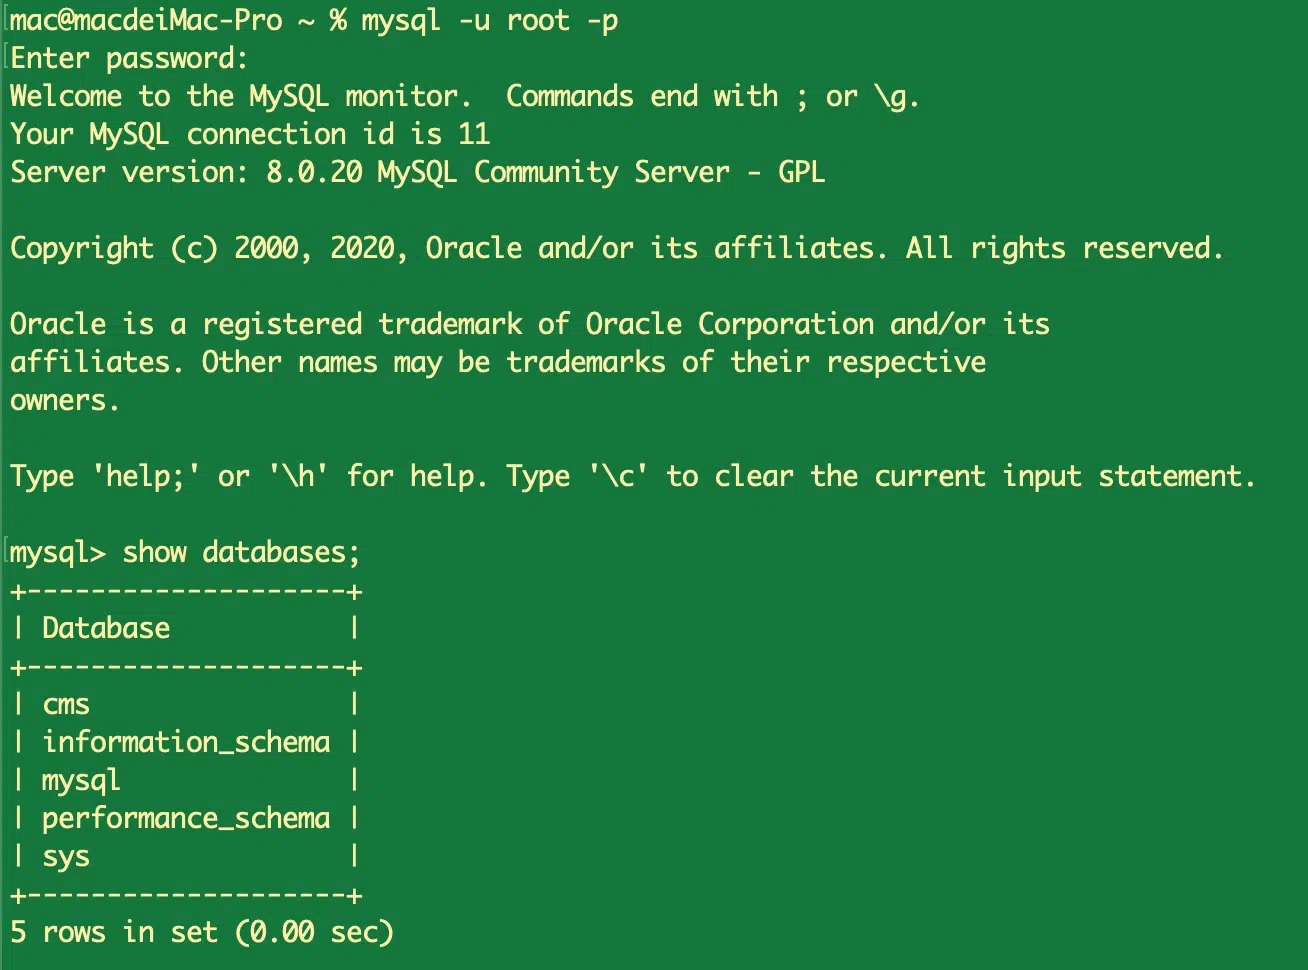 mac@macdeiMac-Pro ~ % mysql -u root -p
Enter password:
Welcome to the MySQL monitor.  Commands end with ; or \g.
Your MySQL connection id is 11
Server version: 8.0.20 MySQL Community Server - GPL
Copyright (c) 2000, 2020, Oracle and/or its affiliates. All rights reserved.
Oracle is a registered trademark of Oracle Corporation and/or its
affiliates. Other names may be trademarks of their respective
owners.
Type 'help;' or '\h' for help. Type '\c' to clear the current input statement.
mysql> show databases;
+--------------------+
| Database           |
+--------------------+
| cms                |
| information_schema |
| mysql              |
| performance_schema |
| sys                |
+--------------------+
5 rows in set (0.00 sec)